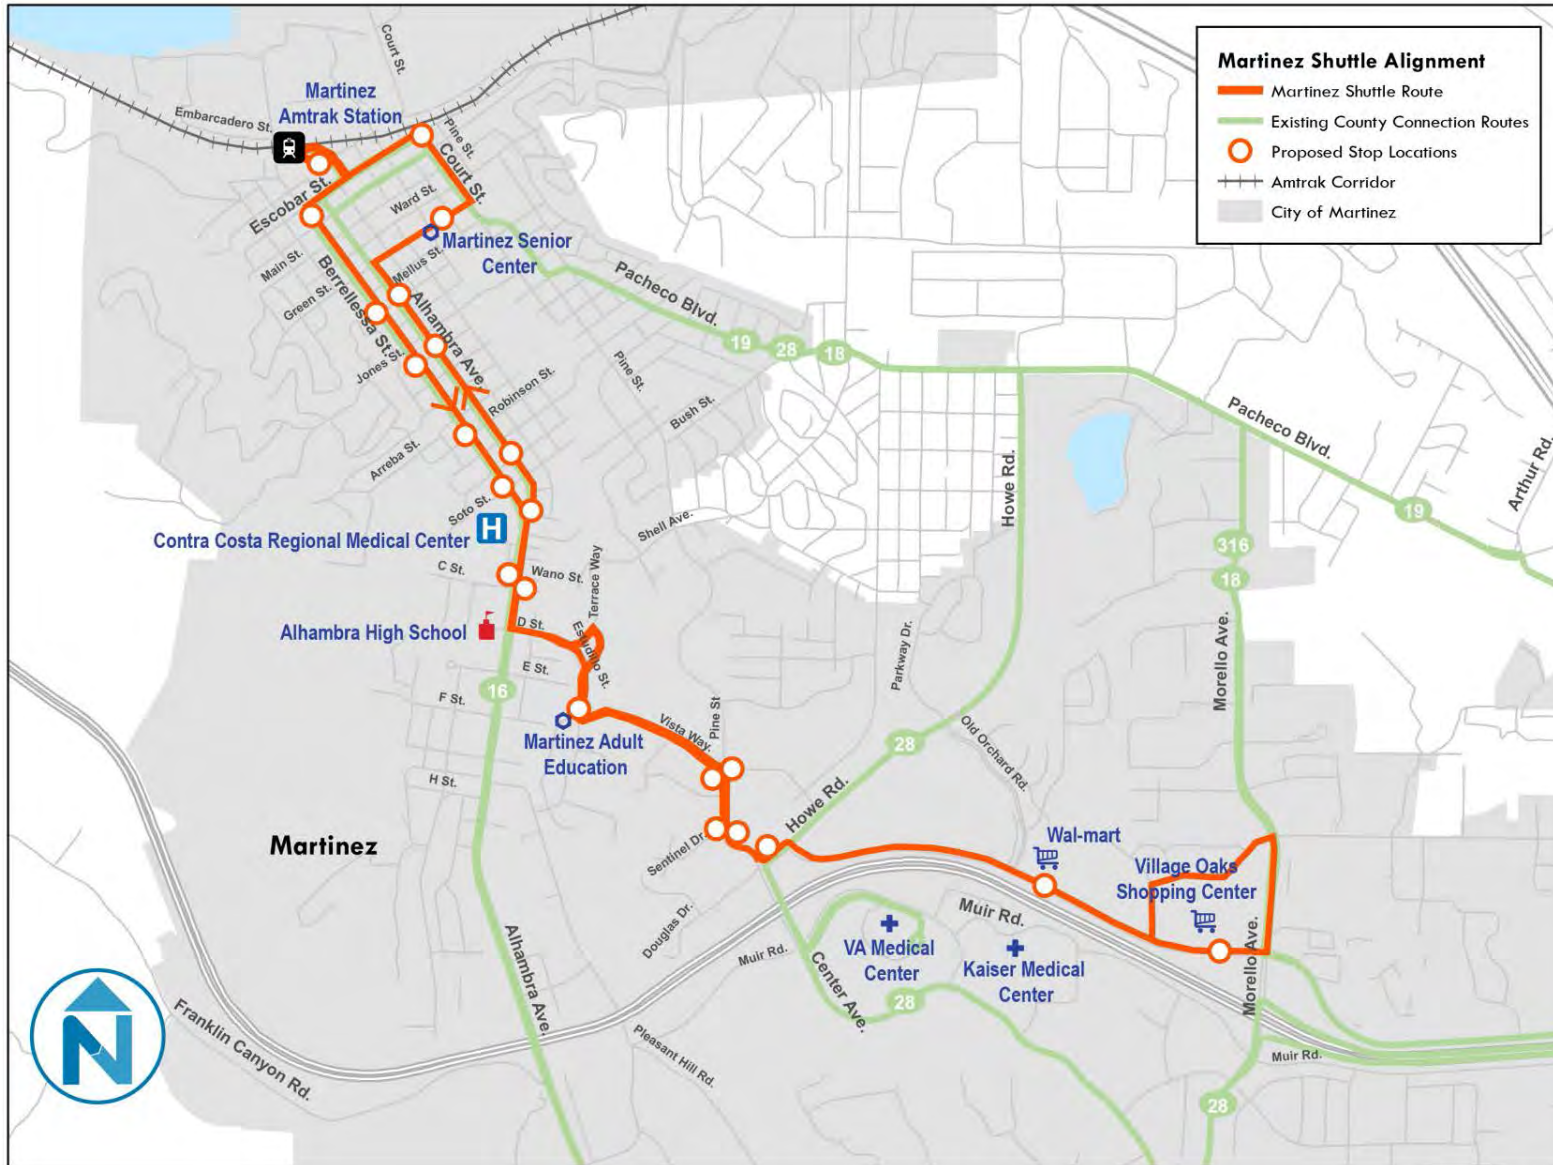 Martinez Shuttle Alignment
Martinez Shuttle Route
Existing County Connection Routes
Proposed Stop Locations
Amtrak Corridor
City of Martinez
Court St.
Martinez
Amtrak Station
Embarcadero St.
Pine St.
Court St.
Escobar St.
Ward St.
Martinez Senior
Center
Main St.
Mellus St.
Green St.
Berrellessa St.
Alhambra Ave.
Pacheco Blvd.
19
28
18
Jones St.
Pine St.
Robinson St.
Bush St.
Pacheco Blvd.
Arreba St.
Howe Rd.
Arthur Rd.
19
Soto St.
H
Shell Ave.
Contra Costa Regional Medical Center
316
18
C St.
Wano St.
Terrace Way
Alhambra High School
D St.
Estudillo St.
Parkway Dr.
Morello Ave.
E St.
16
F St.
Vista Way.
Pine St
Martinez Adult
Education
28
Old Orchard Rd.
H St.
Howe Rd.
Martinez
Sentinel Dr.
Wal-mart
Village Oaks
Shopping Center
Douglas Dr.
Muir Rd.
Muir Rd.
VA Medical
Center
Kaiser Medical
Center
Center Ave.
28
Alhambra Ave.
Morello Ave.
N
Franklin Canyon Rd.
Pleasant Hill Rd.
Muir Rd.
28